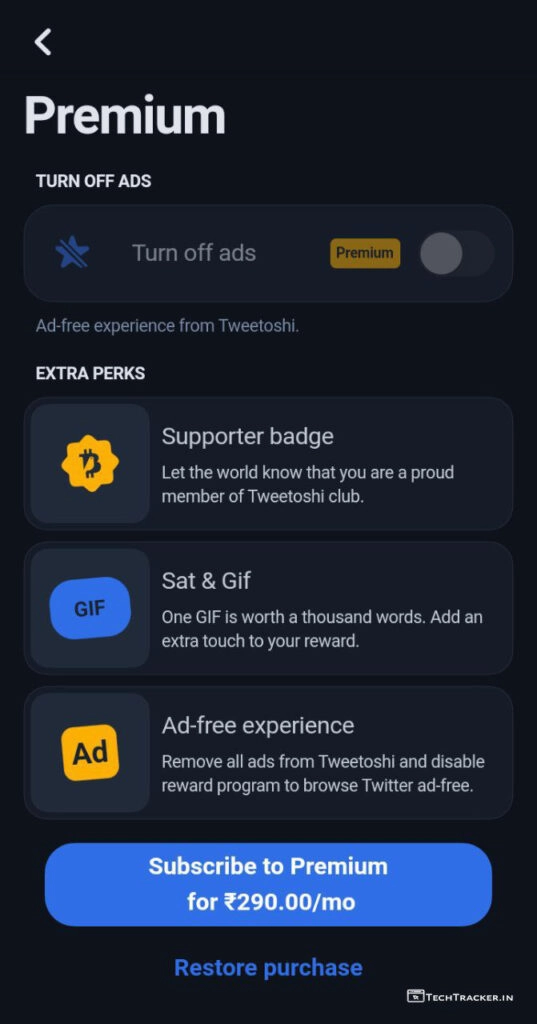 Premium
TURN OFF ADS
Turn off ads
Premium
Ad-free experience from Tweetoshi.
EXTRA PERKS
Supporter badge
Let the world know that you are a proud
member of Tweetoshi club.
GIF
Sat & Gif
One GIF is worth a thousand words. Add an
extra touch to your reward.
Ad
Ad-free experience
Remove all ads from Tweetoshi and disable
reward program to browse Twitter ad-free.
Subscribe to Premium
for ₹290.00/mo
Restore purchase
TECHTRACKER.IN